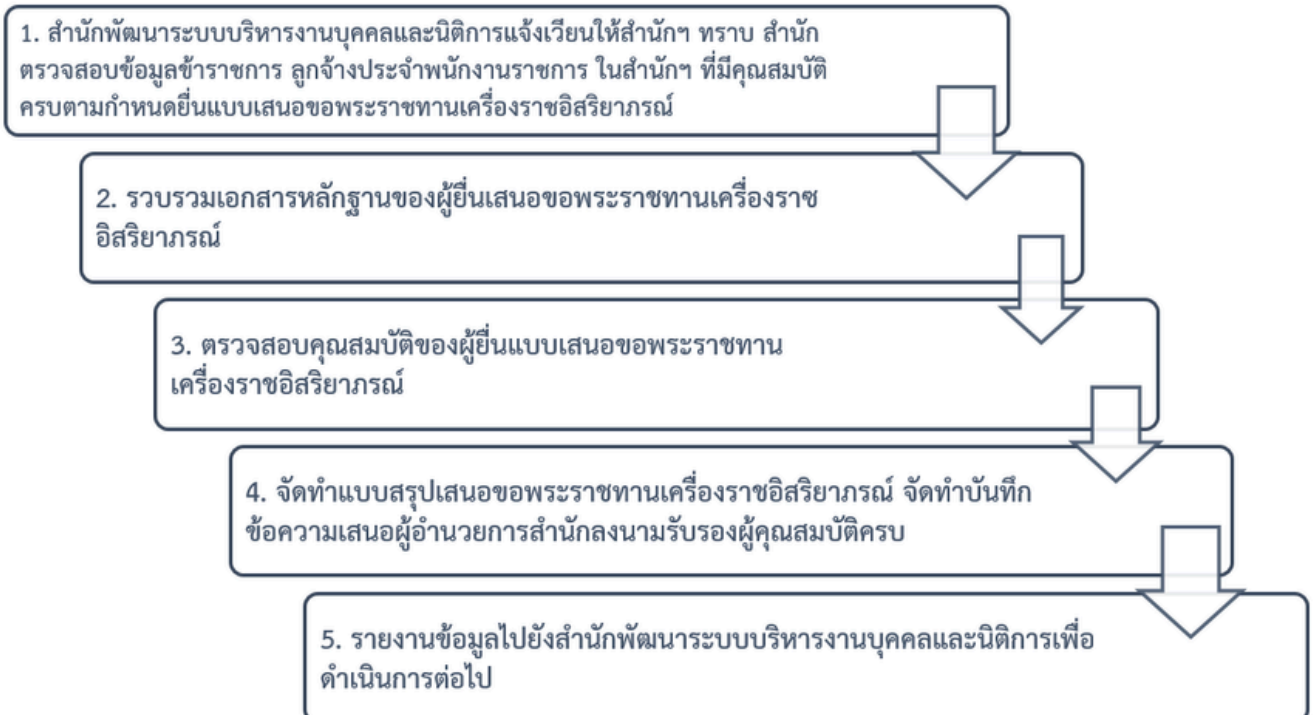 1. สำนักพัฒนาระบบบริหารงานบุคคลและนิติการแจ้งเวียนให้สำนักฯ ทราบ สำนัก
ตรวจสอบข้อมูลข้าราชการ ลูกจ้างประจำพนักงานราชการ ในสำนักฯ ที่มีคุณสมบัติ
ครบตามกำหนดยื่นแบบเสนอขอพระราชทานเครื่องราชอิสริยาภรณ์
2. รวบรวมเอกสารหลักฐานของผู้ยื่นเสนอขอพระราชทานเครื่องราช
อิสริยาภรณ์
3. ตรวจสอบคุณสมบัติของผู้ยื่นแบบเสนอขอพระราชทาน
เครื่องราชอิสริยาภรณ์
4. จัดทำแบบสรุปเสนอขอพระราชทานเครื่องราชอิสริยาภรณ์ จัดทำบันทึก
ข้อความเสนอผู้อำนวยการสำนักลงนามรับรองผู้คุณสมบัติครบ
5. รายงานข้อมูลไปยังสำนักพัฒนาระบบบริหารงานบุคคลและนิติการเพื่อ
ดำเนินการต่อไป